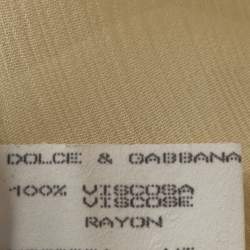 DOLCE & GABBANA
100% VISCOSA
VISCOSE
RAYON